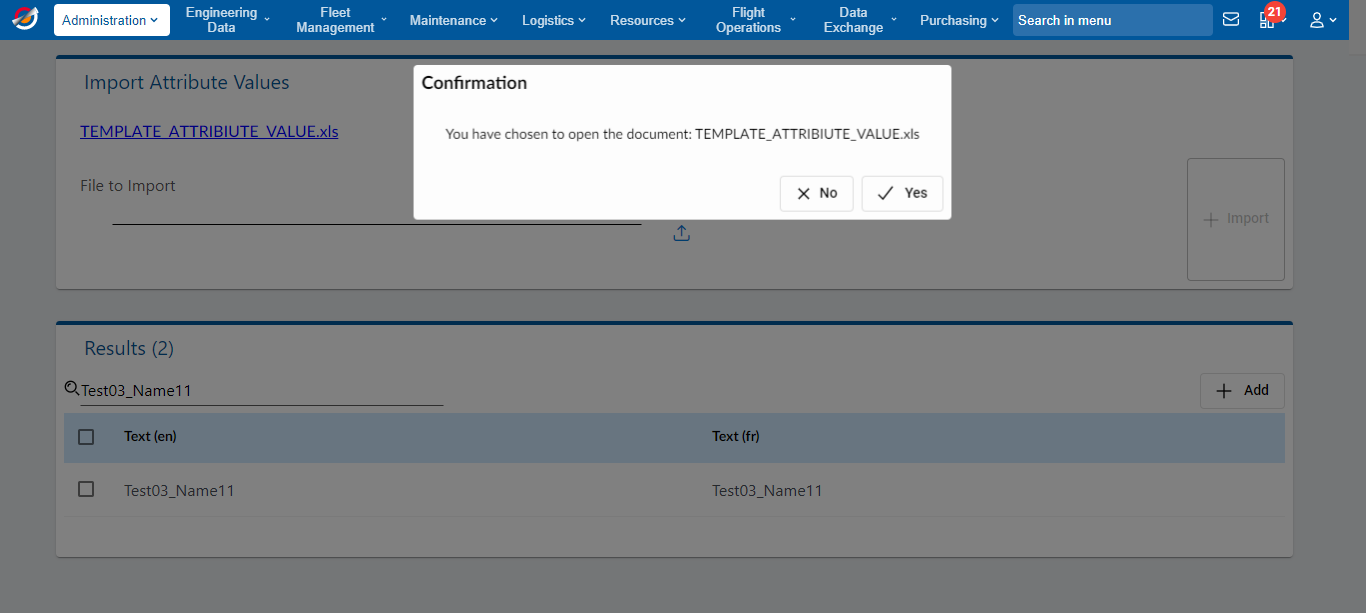 Administration
Engineering
Data
Fleet
Management
Maintenance
Logistics
Resources
Flight
Operations
Data
Exchange
Purchasing
Search in menu
21
Import Attribute Values
TEMPLATE_ATTRIBIUTE_VALUE.xls
File to Import
Import
Confirmation
You have chosen to open the document: TEMPLATE_ATTRIBIUTE_VALUE.xls
No
Yes
Results (2)
Test03_Name11
Add
Text (en) Text (fr)
Test03_Name11 Test03_Name11